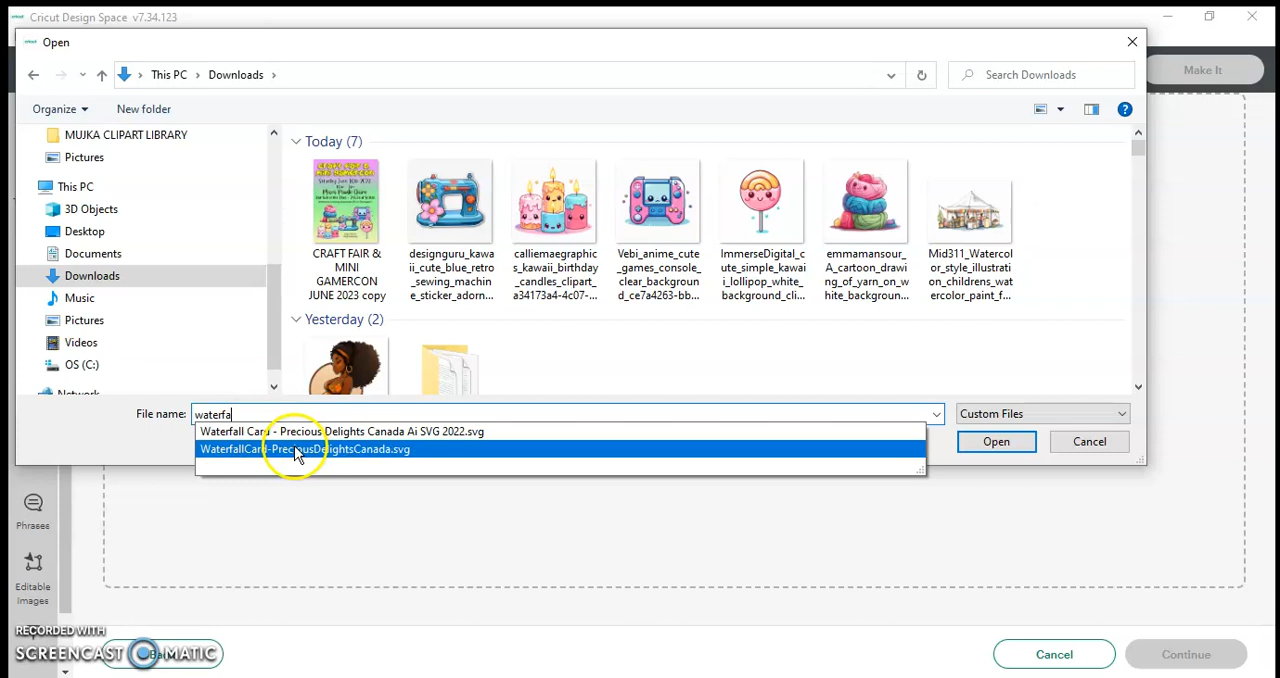 Cricut Design Space v7.34.123
Open
This PC > Downloads >
Search Downloads
Make It
Organize
New folder
MUJKA CLIPART LIBRARY
Pictures
This PC
3D Objects
Desktop
Documents
Downloads
Music
Pictures
Videos
OS (C:)
Network
Today (7)
CRAFT FAIR &
MINI
GAMERCON
JUNE 2023 copy
designguru_kawa
ii_cute_blue_retro
_sewing_machin
e_sticker_adorn...
calliemaegraphic
s_kawaii_birthday
_candles_clipart_
a34173a4-4c07-...
Vebi_anime_cute
_games_console_
clear_backgroun
d_ce7a4263-bb...
ImmerseDigital_c
ute_simple_kawai
i_lollipop_white_
background_cli...
emmamansour_
A_cartoon_drawi
ng_of_yarn_on_w
hite_backgroun...
Mid311_Watercol
or_style_illustrati
on_childrens_wat
ercolor_paint_f...
Yesterday (2)
File name:
waterfa
Custom Files
Waterfall Card - Precious Delights Canada Ai SVG 2022.svg
WaterfallCard-PreciousDelightsCanada.svg
Open
Cancel
Phrases
Editable
Images
RECORDED WITH
SCREENCAST MATIC
Cancel
Continue